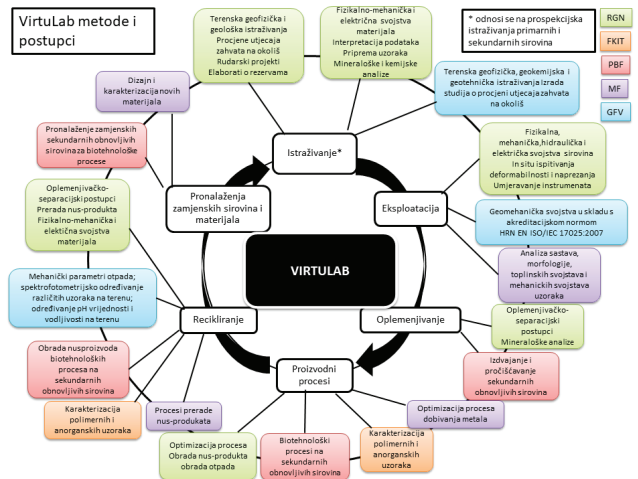 VirtuLab metode i
postupci
Terenska geofizička i
geološka istraživanja
Procjene utjecaja
zahvata na okoliš
Rudarski projekti
Elaborati o rezervama
Fizikalno-mehanička i
električna svojstva
materijala
Interpretacija podataka
Priprema uzoraka
Mineraloške i kemijske
analize
* odnosi se na prospekcijska
istraživanja primarnih i
sekundarnih sirovina
RGN
FKIT
PBF
MF
GFV
Dizajn i
karakterizacija novih
materijala
Terenska geofizička, geokemijska i
geotehnička istraživanja izrada
studija o procjeni utjecaja zahvata
na okoliš
Pronalaženje zamjenskih
sekundarnih obnovljivih
sirovina za biotehnološke
procese
Istraživanje*
Fizikalna,
mehanička,hidraulička i
električka svojstva sirovina
In situ ispitivanja
deformabilnosti i naprezanja
Umjeravanje instrumenata
Oplemenjivačko-
separacijski postupci
Prerada nus-produkta
Fizikalno-mehanička i
elektična svojstva
materijala
Pronalaženja
zamjenskih sirovina i
materijala
Eksploatacija
Geomehanička svojstva u skladu s
akreditacijskom normom
HRN EN ISO/IEC 17025:2007
VIRTULAB
Analiza sastava,
morfologije,
toplinskih svojstava i
mehanickih svojstava
uzoraka
Mehanički parametri otpada;
spektrofotometrijsko određivanje
različitih uzoraka na terenu;
određivanje pH vrijednosti i
vodljivosti na terenu
Recikliranje
Oplemenjivanje
Oplemenjivačko-
separacijski
postupci
Mineraloške analize
Obrada nusproizvoda
biotehnoloških
procesa na
sekundarnih
obnovljivih sirovina
Proizvodni
procesi
Izdvajanje i
pročišćavanje
sekundarnih
obnovljivih sirovina
Karakterizacija
polimernih i
anorganskih uzoraka
Procesi prerade
nus-produkata
Optimizacija procesa
dobivanja metala
Optimizacija procesa
Obrada nus-produkta
obrada otpada
Biotehnološki
procesi na
sekundarnih
obnovljivih sirovina
Karakterizacija
polimernih i
anorganskih
uzoraka